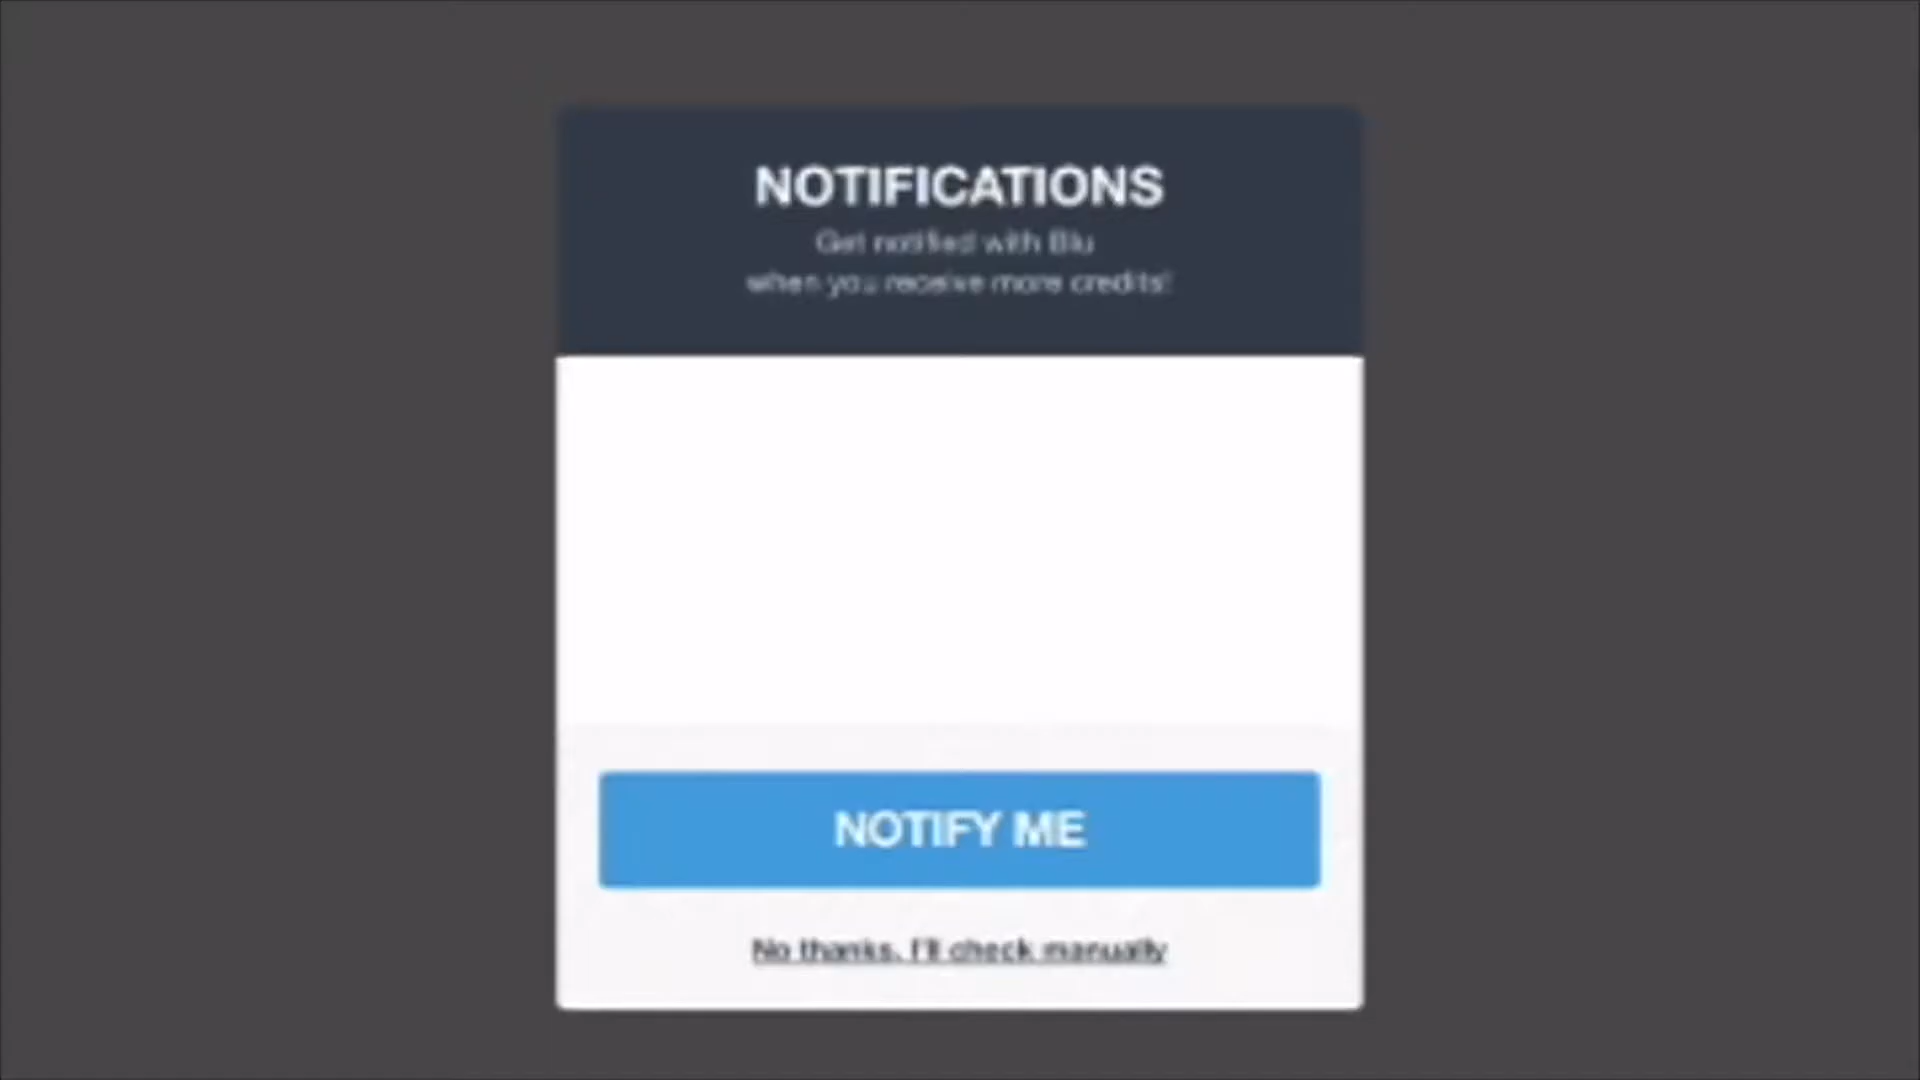 NOTIFICATIONS
Get notified with Blu
when you receive more credits!
NOTIFY ME
No thanks, I'll check manually